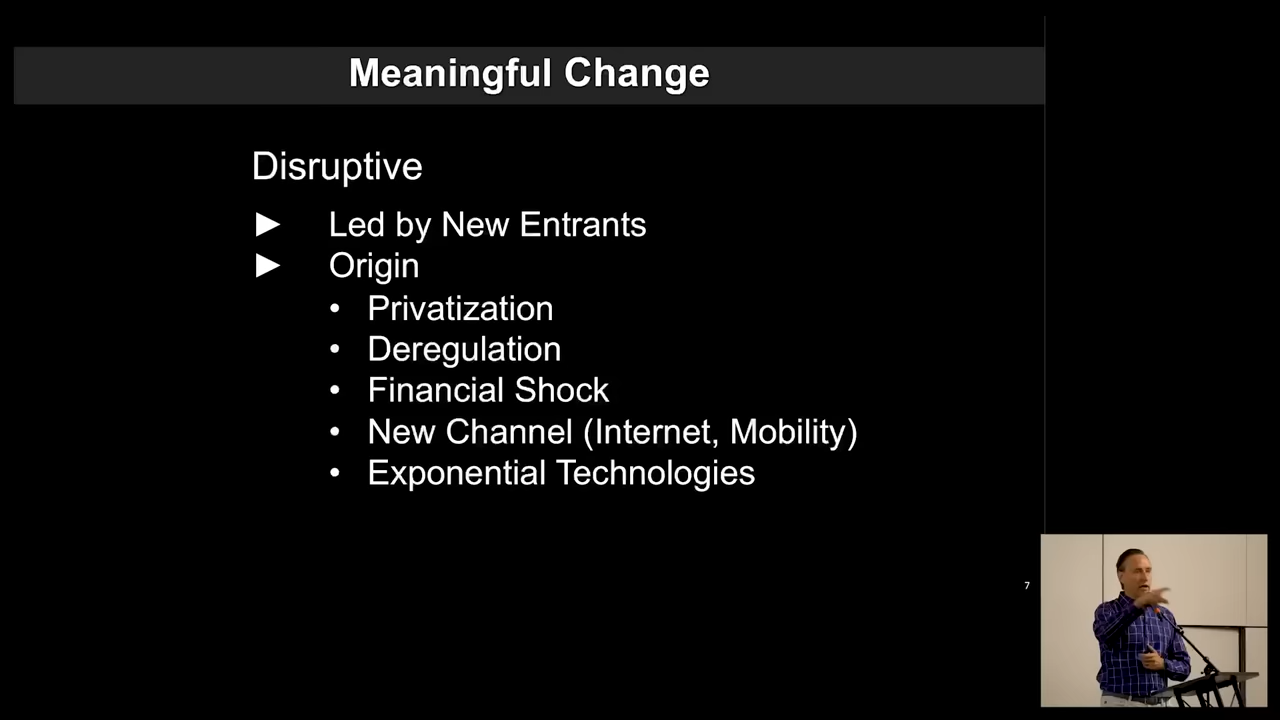 Meaningful Change
Disruptive
► Led by New Entrants
► Origin
• Privatization
• Deregulation
• Financial Shock
• New Channel (Internet, Mobility)
• Exponential Technologies
7